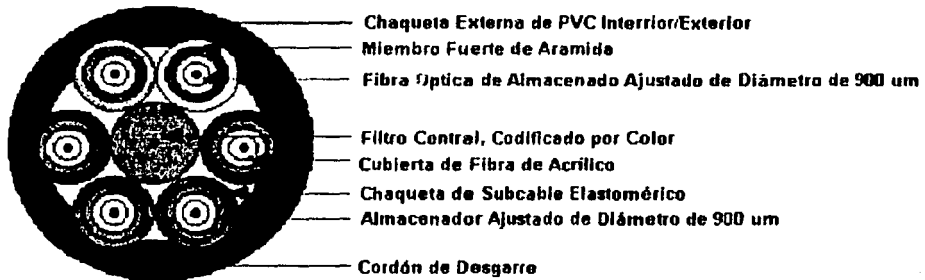 Chaqueta Externa de PVC Interrior/Exterior
Miembro Fuerte de Aramida
Fibra Optica de Almacenado Ajustado de Diámetro de 900 um
Filtro Contral, Codificado por Color
Cubierta de Fibra de Acrílico
Chaqueta de Subcable Elastomérico
Almacenador Ajustado de Diámetro de 900 um
Cordón de Desgarre